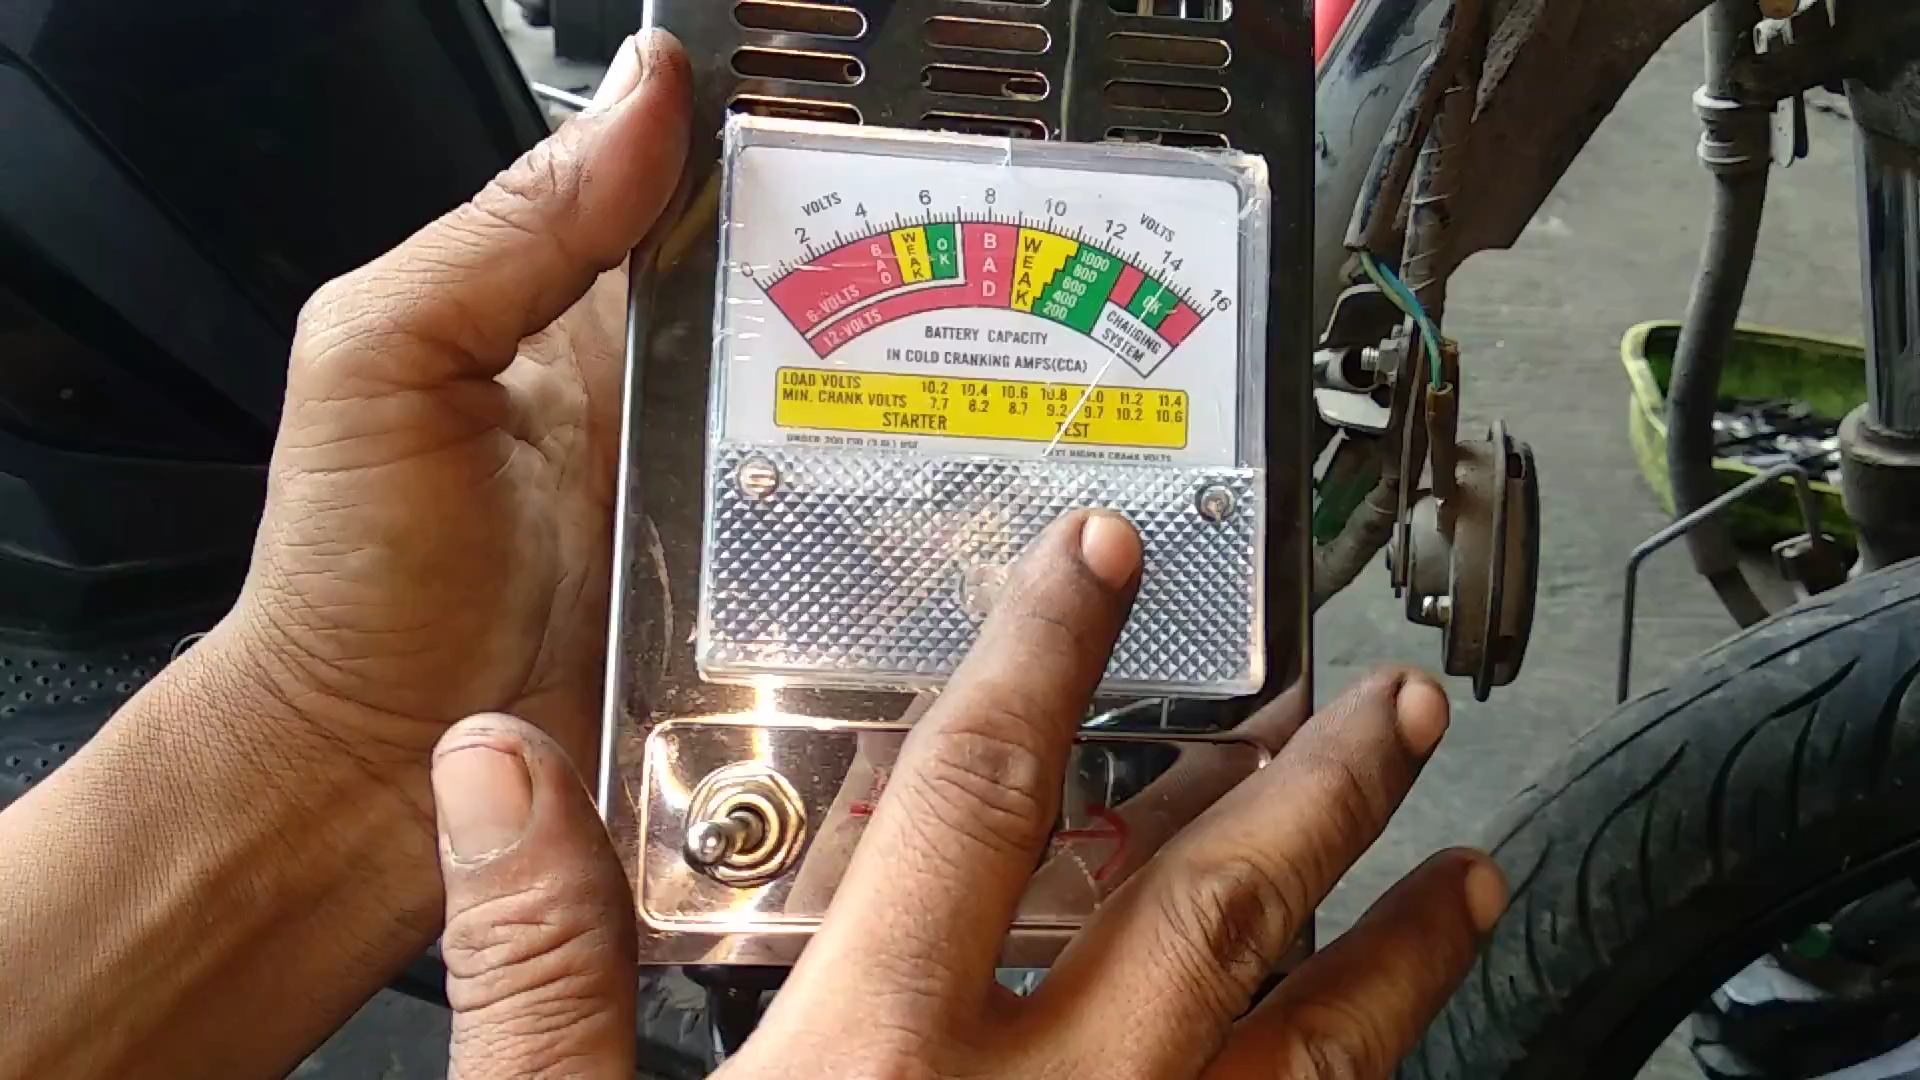 VOLTS
VOLTS
0 2 4 6 8 10 12 14 16
BAD
WEAK
OK
BAD
WEAK
1000
800
600
400
200
OK
6-VOLTS
12-VOLTS
CHARGING
SYSTEM
BATTERY CAPACITY
IN COLD CRANKING AMPS(CCA)
LOAD VOLTS 10.2 10.4 10.6 10.8 11.2 11.4
MIN. CRANK VOLTS 7.7 8.2 8.7 9.2 9.7 10.2 10.6
STARTER TEST
HIGHER CRANK VOLTS